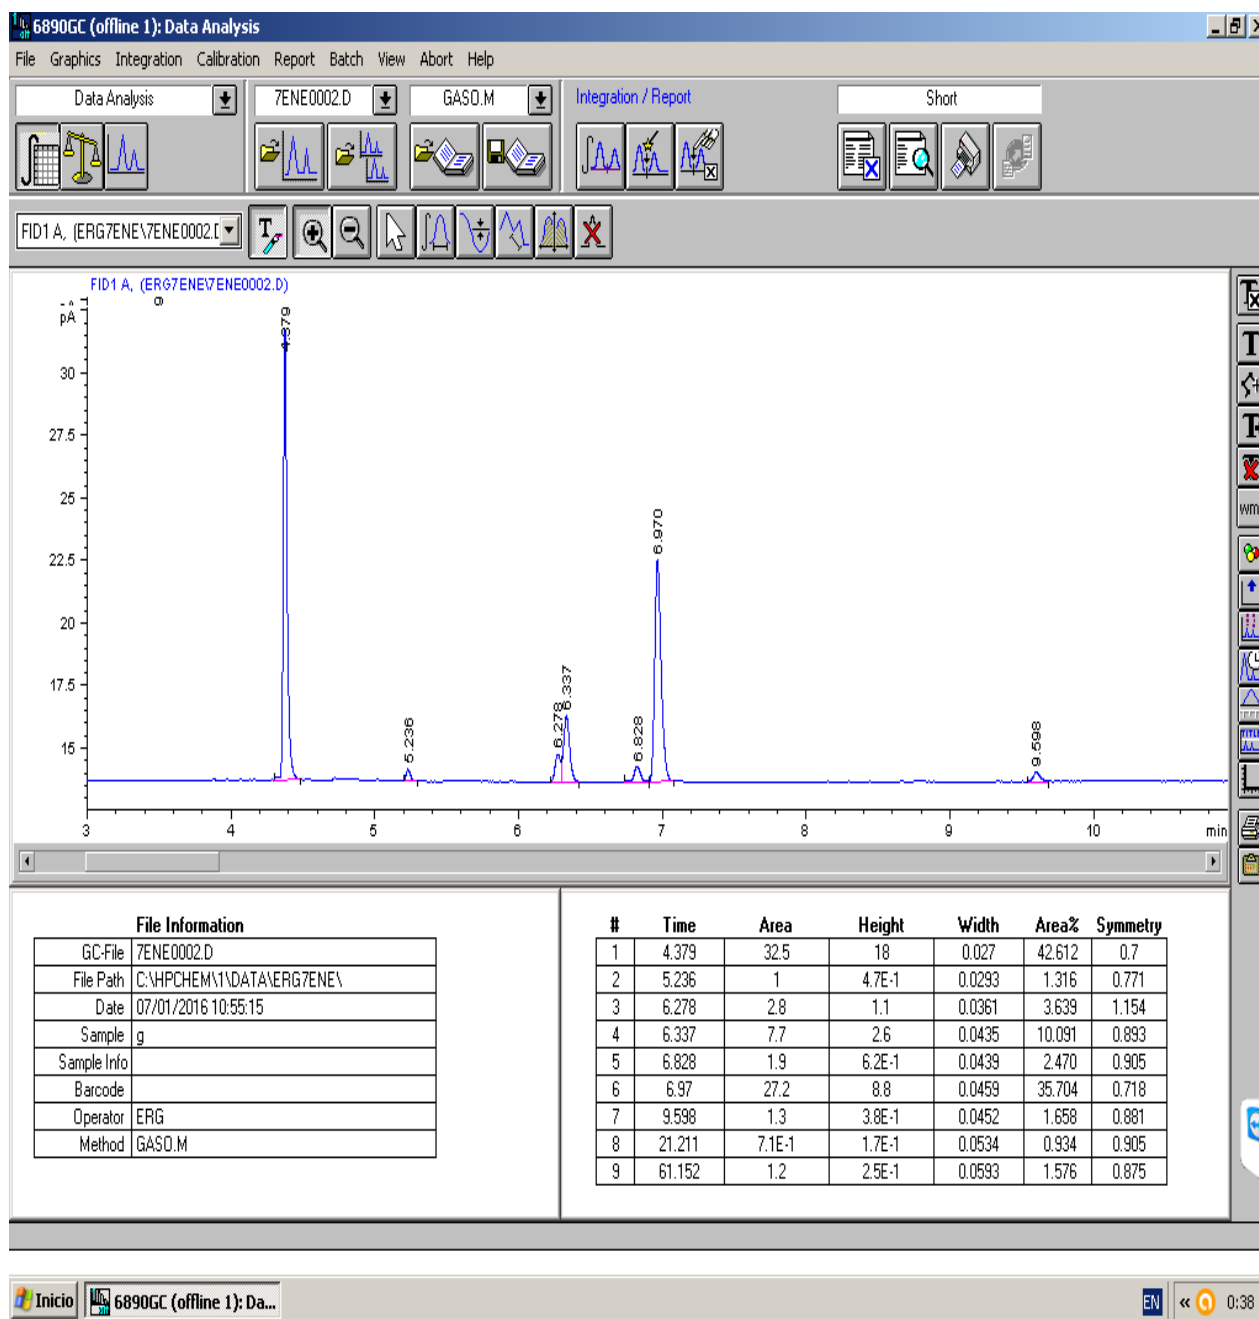 6890GC (offline 1): Data Analysis
File Graphics Integration Calibration Report Batch View Abort Help
Data Analysis 7ENE0002.D GASO.M Integration / Report Short
FID1 A, (ERG7ENE\7ENE0002.D
FID1 A, (ERG7ENE\7ENE0002.D)
pA
30
27.5
25
22.5
20
17.5
15
4.379
5.236
6.278
6.337
6.828
6.970
9.598
3 4 5 6 7 8 9 10 min
File Information
GC-File 7ENE0002.D
File Path C:\HPCHEM\1\DATA\ERG7ENE\
Date 07/01/2016 10:55:15
Sample g
Sample Info
Barcode
Operator ERG
Method GASO.M
# Time Area Height Width Area% Symmetry
1 4.379 32.5 18 0.027 42.612 0.7
2 5.236 1 4.7E-1 0.0293 1.316 0.771
3 6.278 2.8 1.1 0.0361 3.639 1.154
4 6.337 7.7 2.6 0.0435 10.091 0.893
5 6.828 1.9 6.2E-1 0.0439 2.470 0.905
6 6.97 27.2 8.8 0.0459 35.704 0.718
7 9.598 1.3 3.8E-1 0.0452 1.658 0.881
8 21.211 7.1E-1 1.7E-1 0.0534 0.934 0.905
9 61.152 1.2 2.5E-1 0.0593 1.576 0.875
Inicio 6890GC (offline 1): Da... EN « 0:38